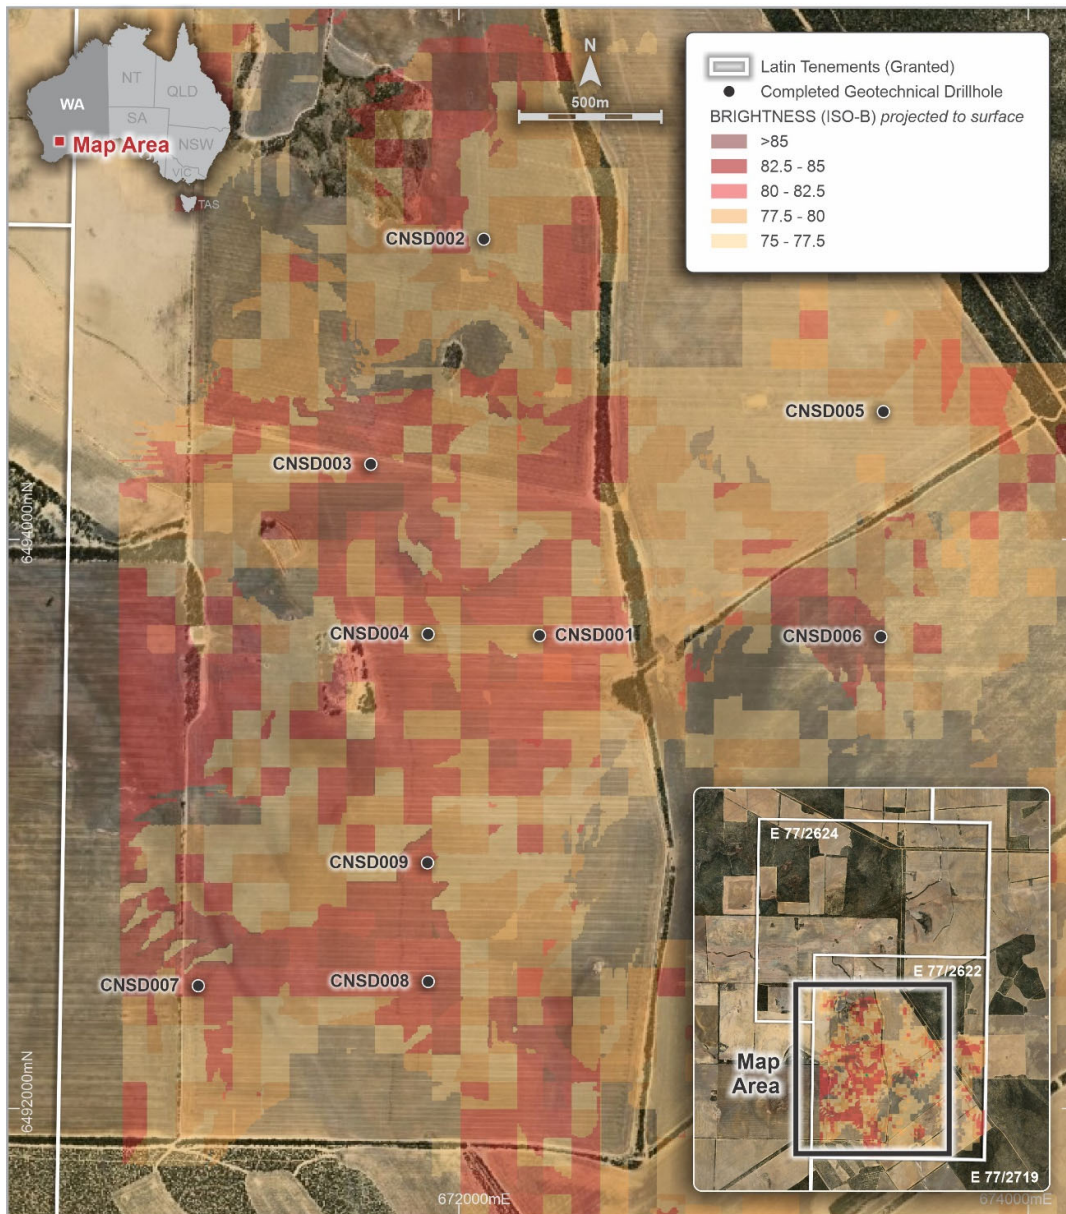 NT
QLD
WA
SA
NSW
VIC
TAS
Map Area
N
500m
Latin Tenements (Granted)
Completed Geotechnical Drillhole
BRIGHTNESS (ISO-B) projected to surface
>85
82.5 - 85
80 - 82.5
77.5 - 80
75 - 77.5
CNSD002
CNSD005
CNSD003
6494000mN
CNSD004
CNSD001
CNSD006
CNSD009
CNSD007
CNSD008
6492000mN
672000mE
674000mE
E 77/2624
E 77/2622
Map
Area
E 77/2719